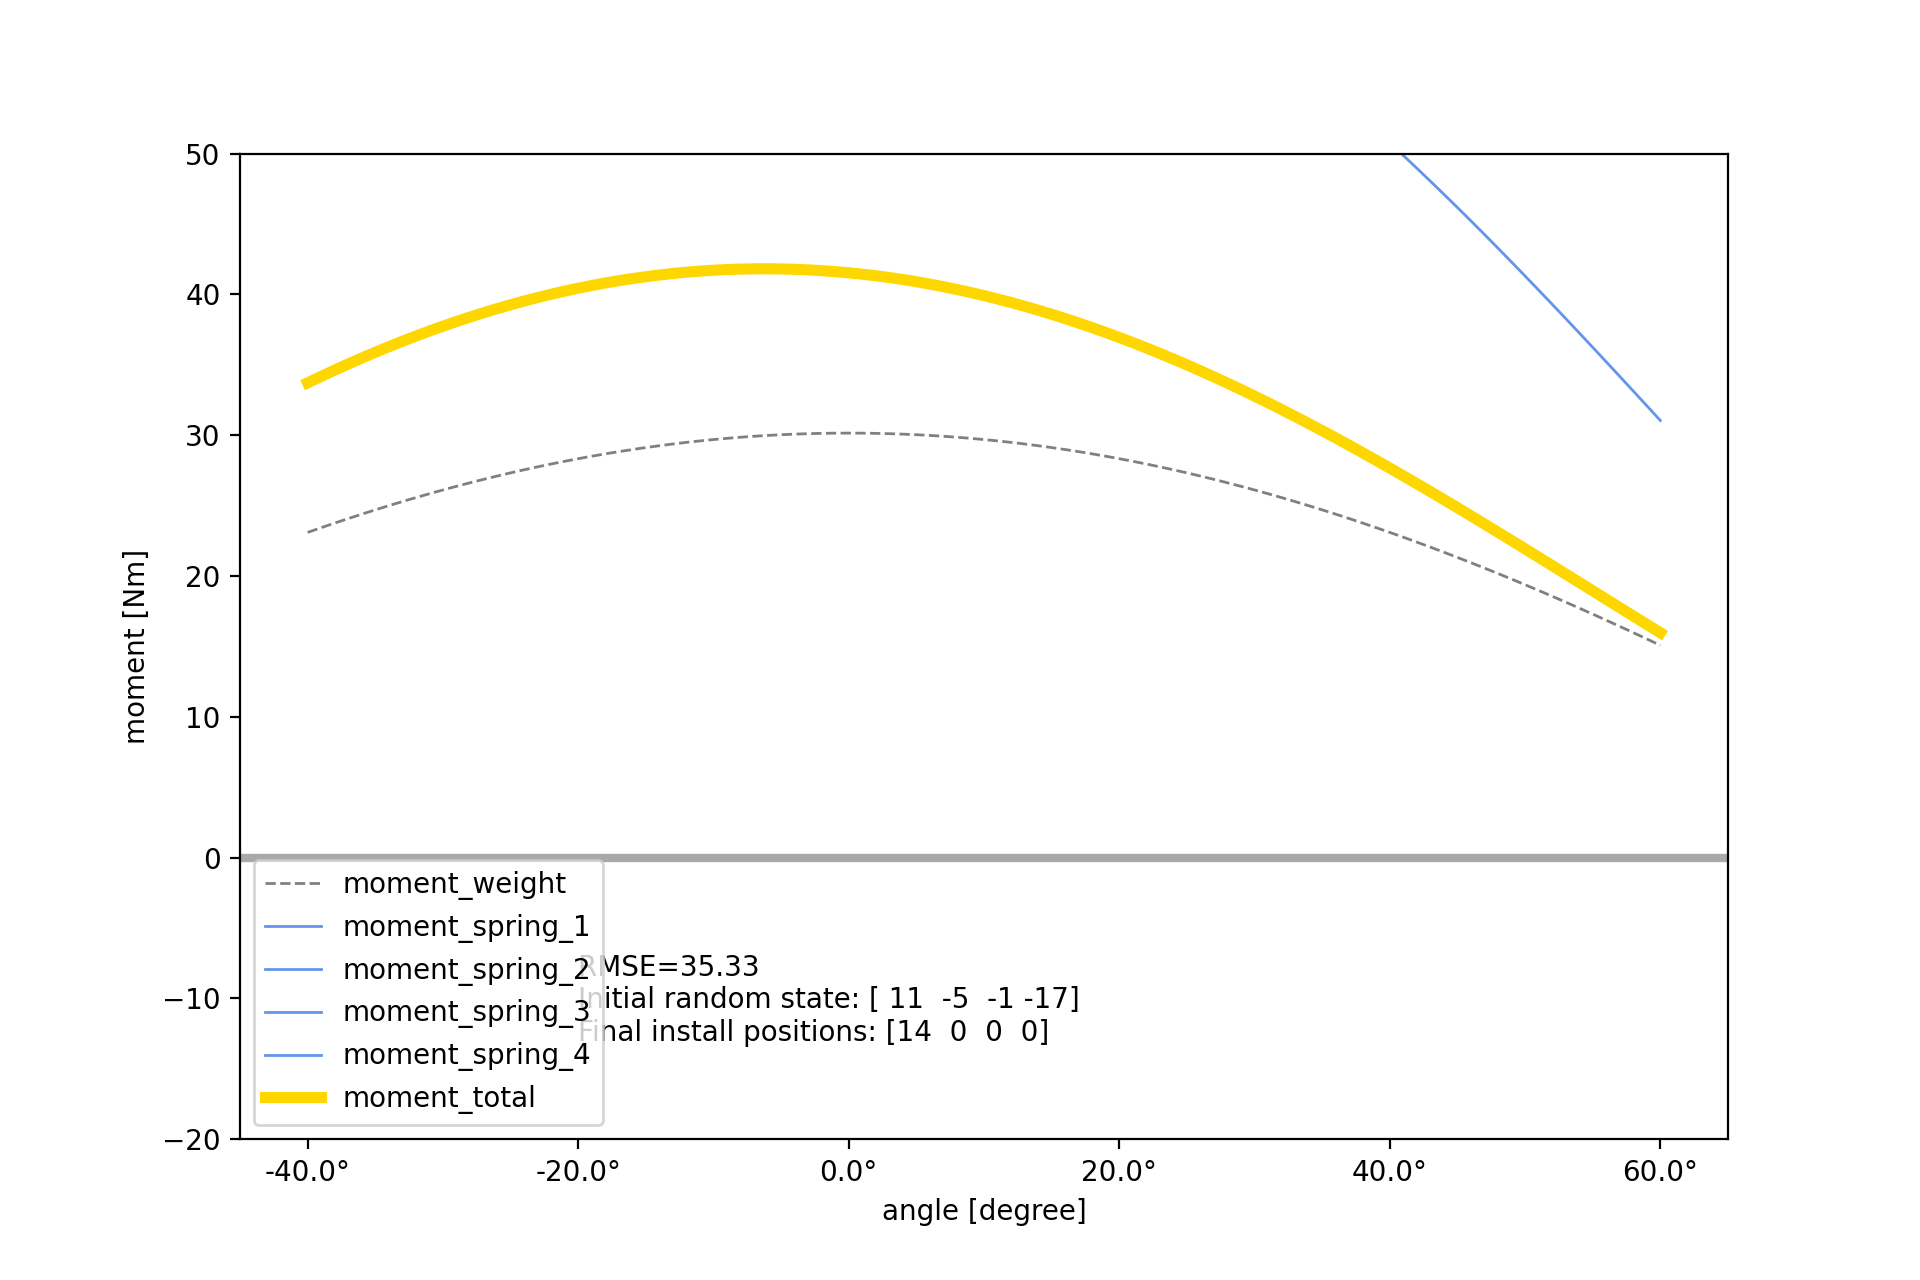 50
40
30
20
10
0
−10
−20
moment [Nm]
moment_weight
moment_spring_1
moment_spring_2
moment_spring_3
moment_spring_4
moment_total
RMSE=35.33
Initial random state: [ 11  -5  -1 -17]
Final install positions: [14  0  0  0]
-40.0° -20.0° 0.0° 20.0° 40.0° 60.0°
angle [degree]